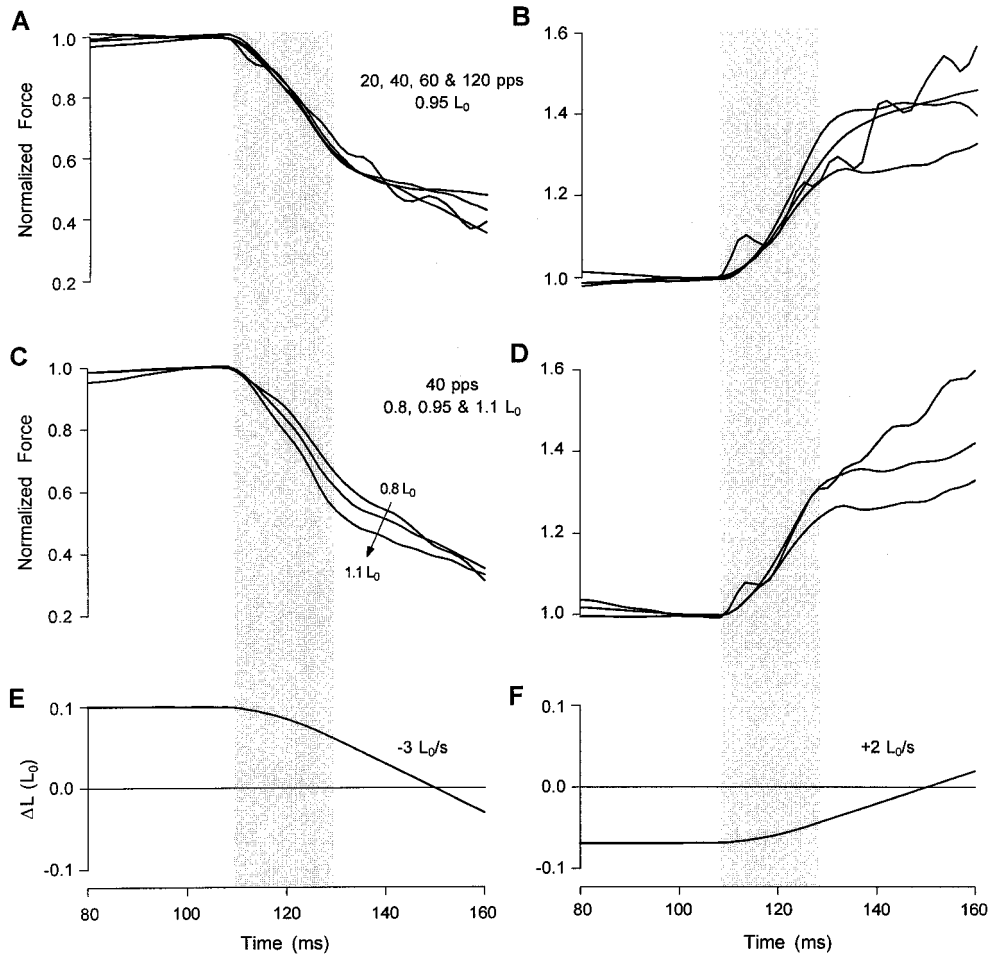 A
B
1.0
0.8
0.6
0.4
0.2
Normalized Force
20, 40, 60 & 120 pps
0.95 L0
1.6
1.4
1.2
1.0
C
D
1.0
0.8
0.6
0.4
0.2
Normalized Force
40 pps
0.8, 0.95 & 1.1 L0
0.8 L0
1.1 L0
1.6
1.4
1.2
1.0
E
F
0.1
0.0
-0.1
ΔL (L0)
-3 L0/s
0.1
0.0
-0.1
+2 L0/s
80 100 120 140 160
Time (ms)
80 100 120 140 160
Time (ms)